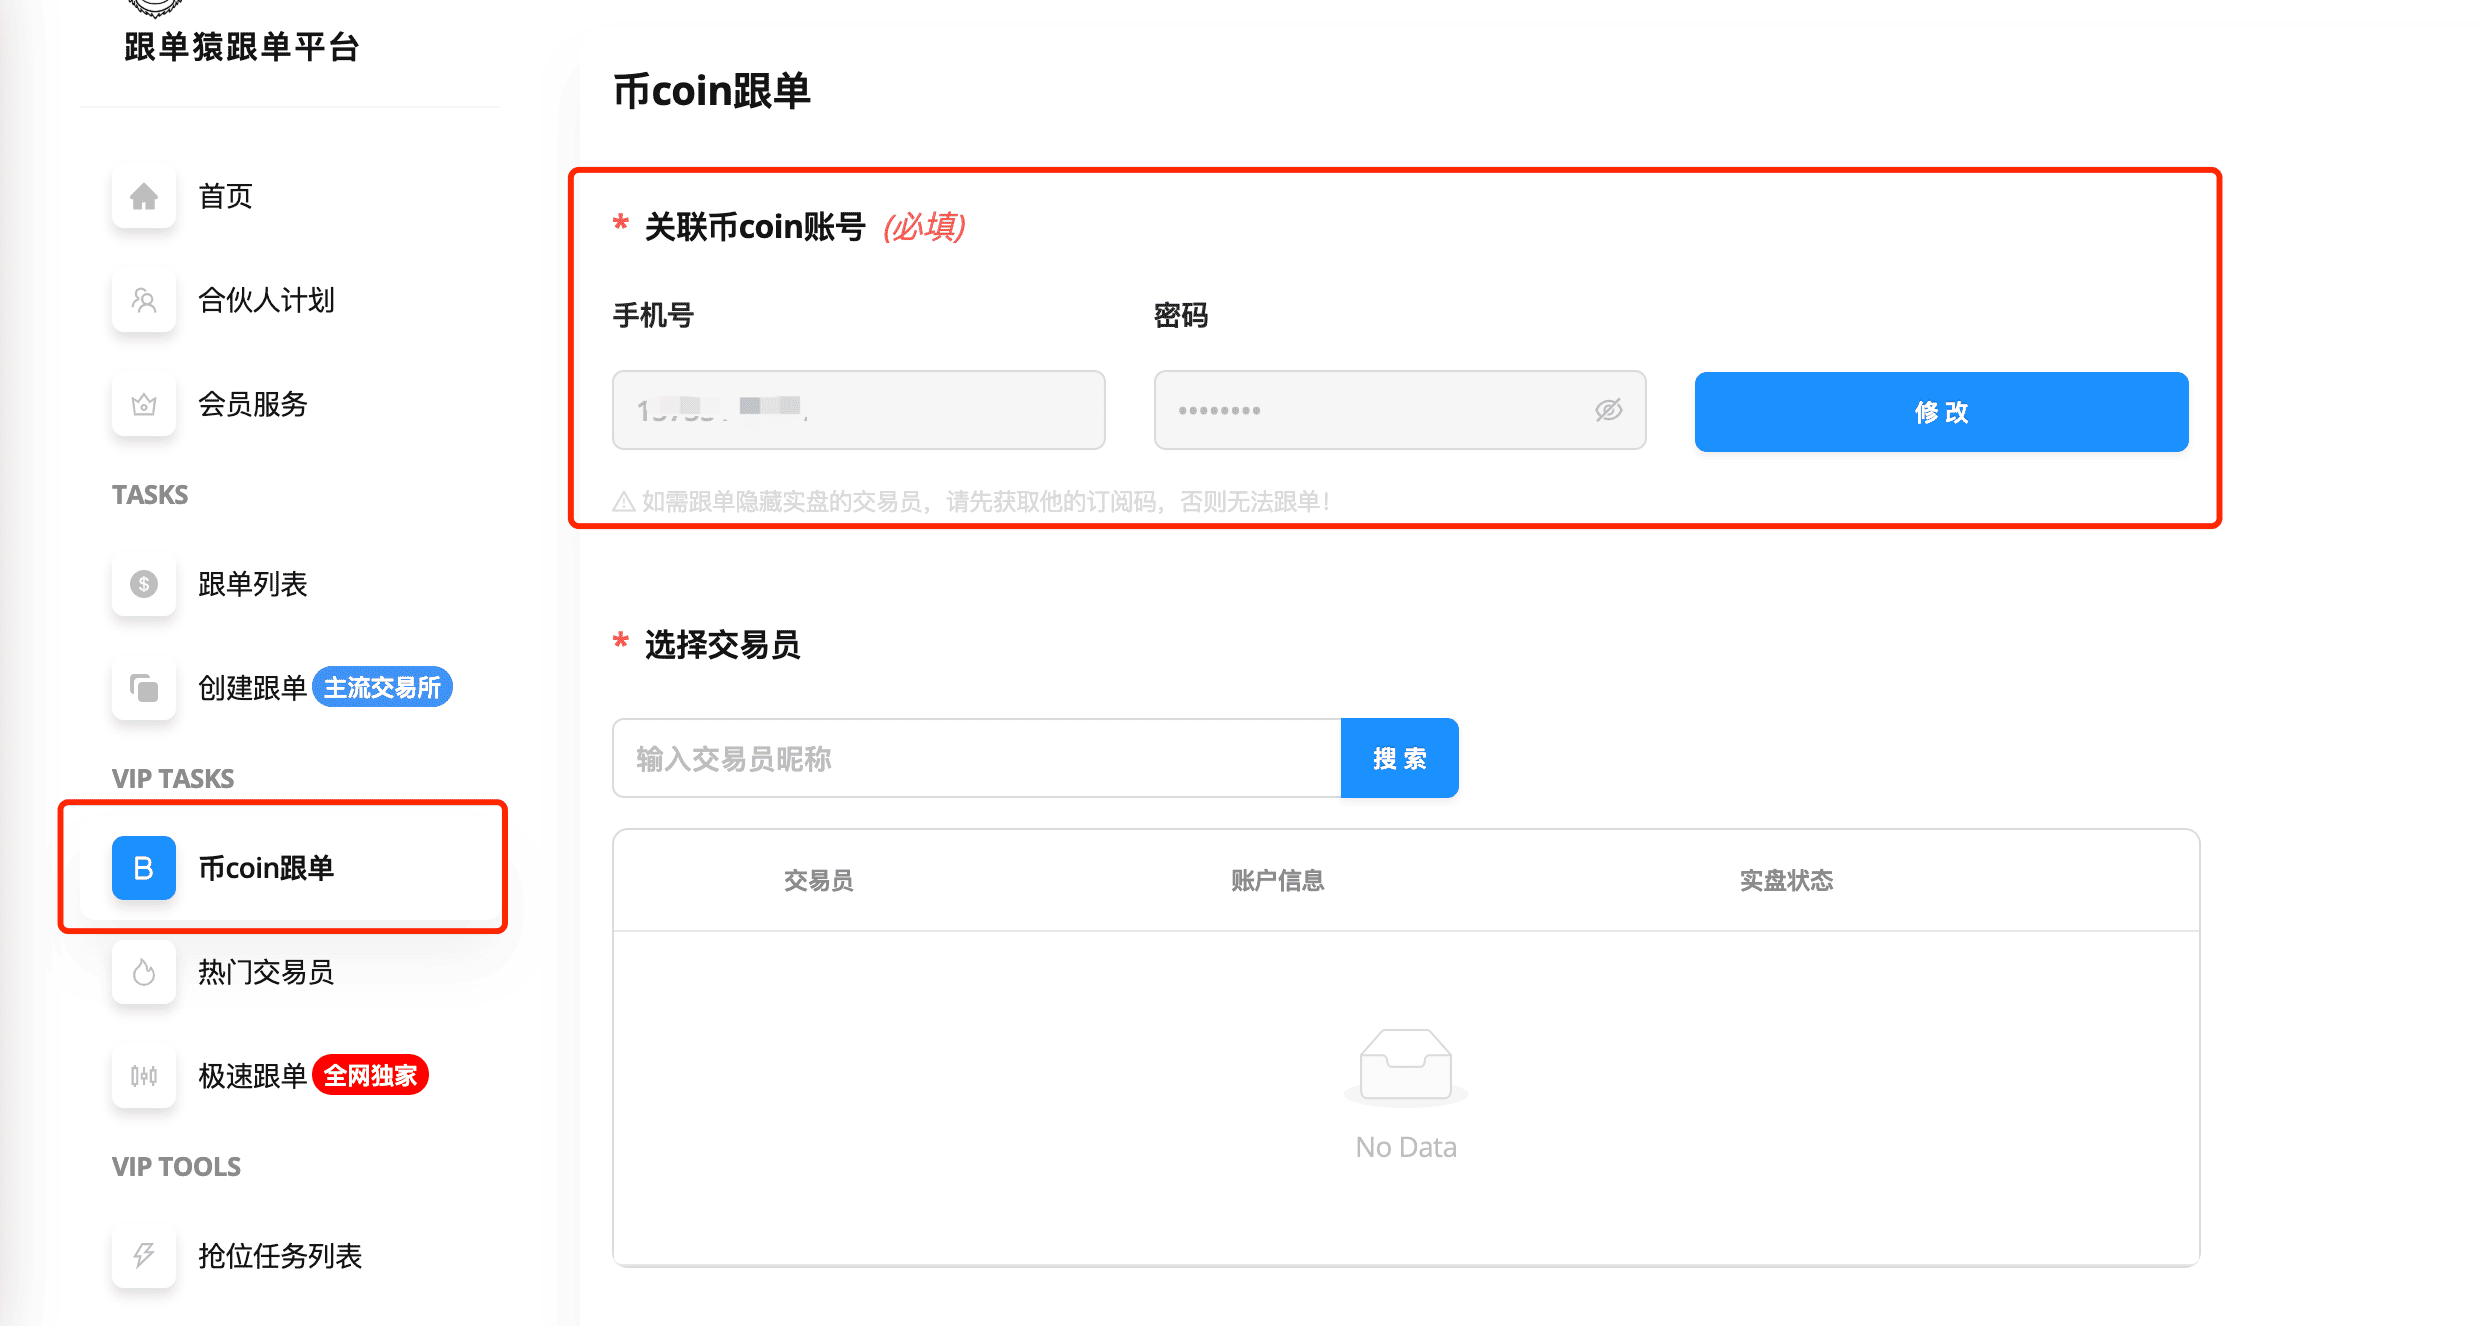 跟单猿跟单平台
首页
合伙人计划
会员服务
TASKS
跟单列表
创建跟单 主流交易所
VIP TASKS
币coin跟单
热门交易员
极速跟单 全网独家
VIP TOOLS
抢位任务列表
币coin跟单
* 关联币coin账号 (必填)
手机号 密码
•••••••• 修 改
如需跟单隐藏实盘的交易员，请先获取他的订阅码，否则无法跟单！
* 选择交易员
输入交易员昵称 搜 索
交易员 账户信息 实盘状态
No Data